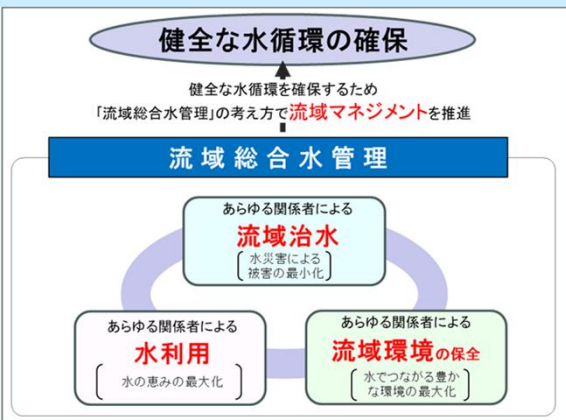 健全な水循環の確保
健全な水循環を確保するため
「流域総合水管理」の考え方で流域マネジメントを推進
流域総合水管理
あらゆる関係者による
流域治水
水災害による
被害の最小化
あらゆる関係者による
水利用
水の恵みの最大化
あらゆる関係者による
流域環境の保全
水でつながる豊か
な環境の最大化